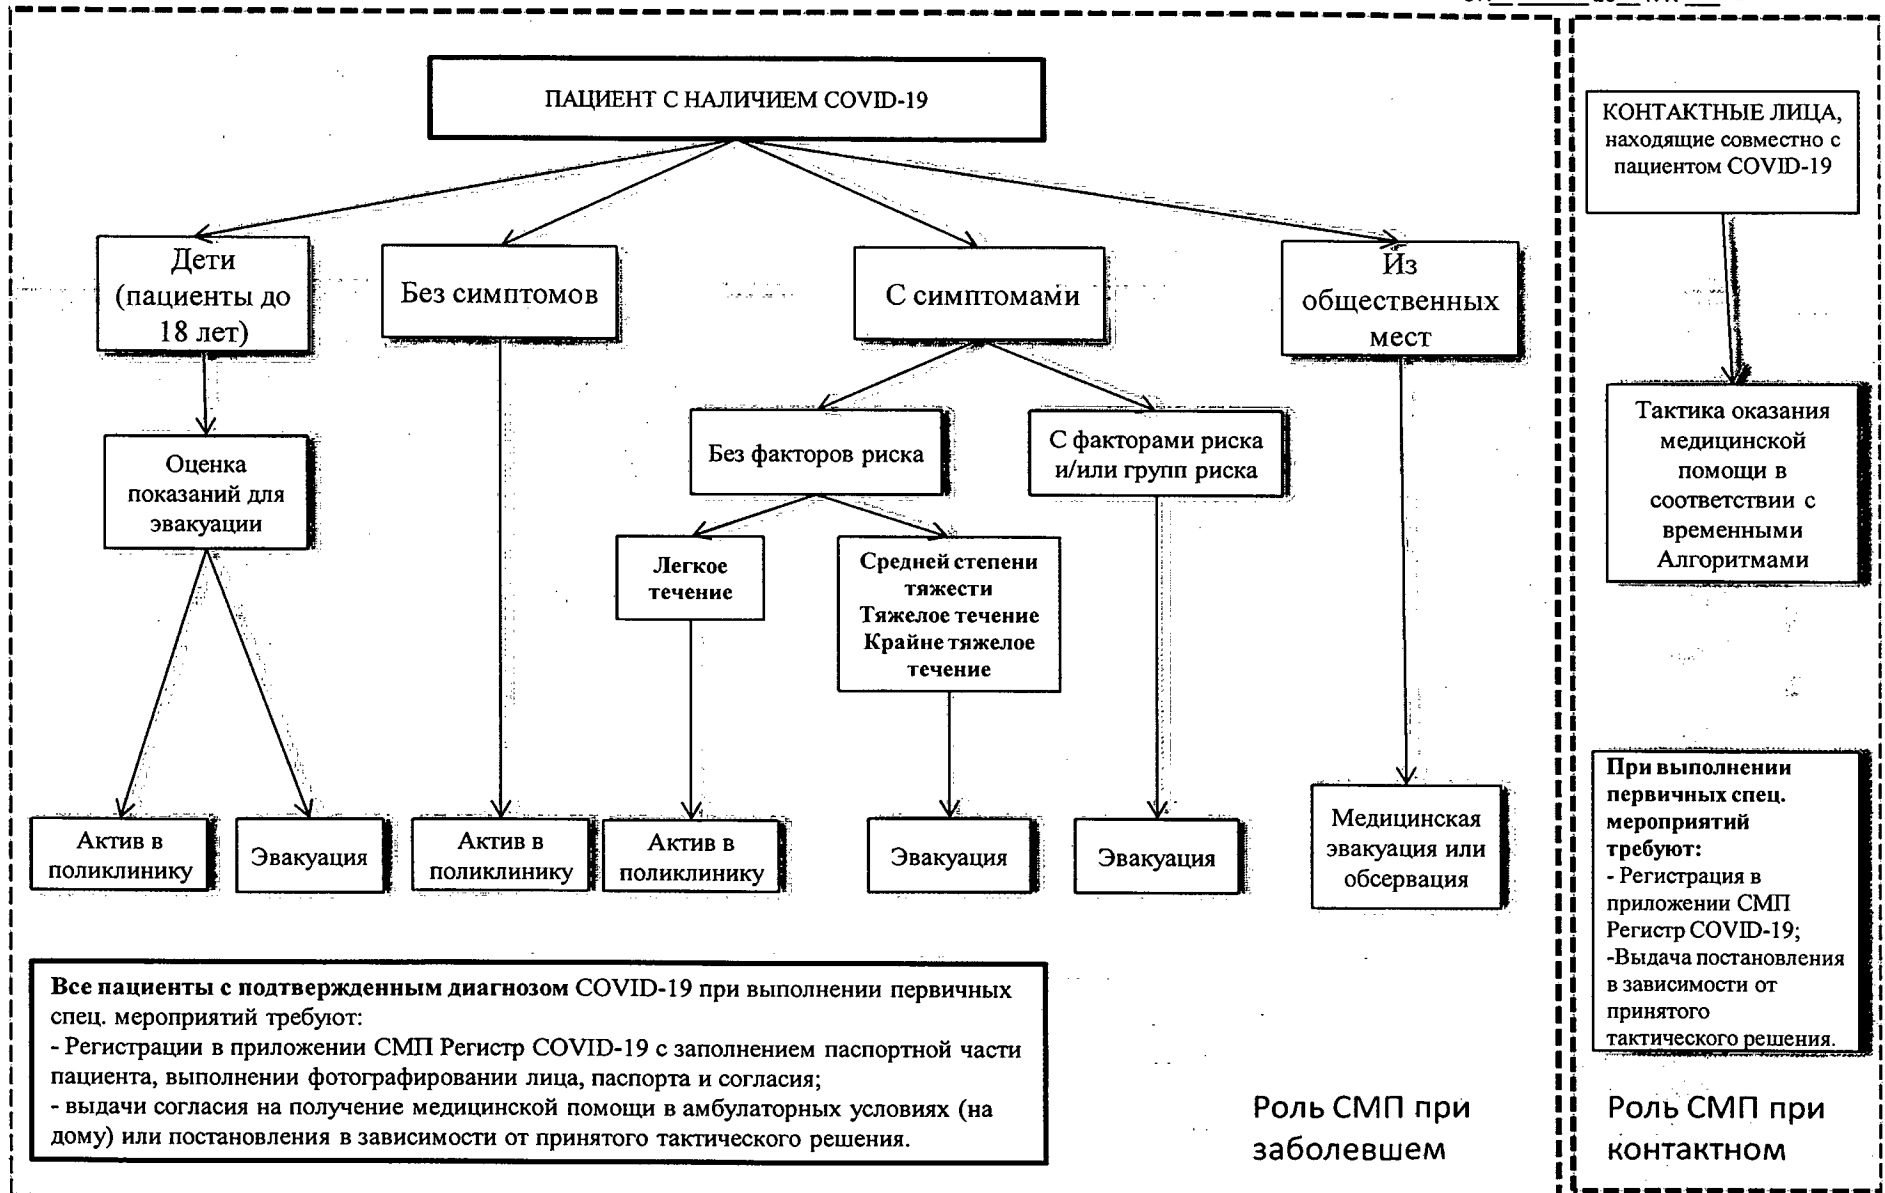 ПАЦИЕНТ С НАЛИЧИЕМ COVID-19
Дети
(пациенты до
18 лет)
Без симптомов
С симптомами
Из
общественных
мест
Оценка
показаний для
эвакуации
Без факторов риска
С факторами риска
и/или групп риска
Легкое
течение
Средней степени
тяжести
Тяжелое течение
Крайне тяжелое
течение
Актив в
поликлинику
Эвакуация
Актив в
поликлинику
Актив в
поликлинику
Эвакуация
Эвакуация
Медицинская
эвакуация или
обсервация
Все пациенты с подтвержденным диагнозом COVID-19 при выполнении первичных
спец. мероприятий требуют:
- Регистрации в приложении СМП Регистр COVID-19 с заполнением паспортной части
пациента, выполнении фотографировании лица, паспорта и согласия;
- выдачи согласия на получение медицинской помощи в амбулаторных условиях (на
дому) или постановления в зависимости от принятого тактического решения.
Роль СМП при
заболевшем
КОНТАКТНЫЕ ЛИЦА,
находящие совместно с
пациентом COVID-19
Тактика оказания
медицинской
помощи в
соответствии с
временными
Алгоритмами
При выполнении
первичных спец.
мероприятий
требуют:
- Регистрация в
приложении СМП
Регистр COVID-19;
-Выдача постановления
в зависимости от
принятого
тактического решения.
Роль СМП при
контактном